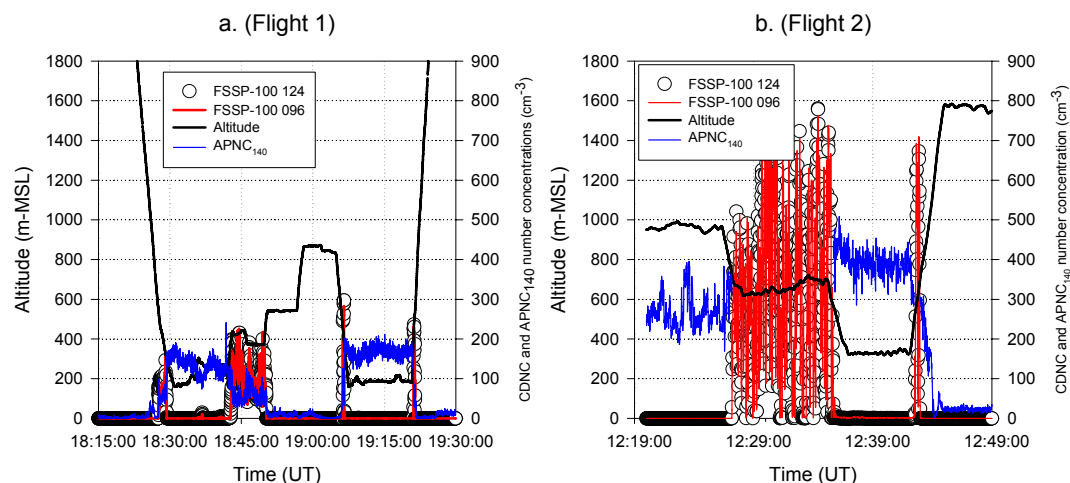 a. (Flight 1)
1800
1600
1400
1200
1000
800
600
400
200
0
Altitude (m-MSL)
FSSP-100 124
FSSP-100 096
Altitude
APNC140
900
800
700
600
500
400
300
200
100
0
CDNC and APNC140 number concentrations (cm-3)
18:15:00 18:30:00 18:45:00 19:00:00 19:15:00 19:30:00
Time (UT)
b. (Flight 2)
1800
1600
1400
1200
1000
800
600
400
200
0
Altitude (m-MSL)
FSSP-100 124
FSSP-100 096
Altitude
APNC140
900
800
700
600
500
400
300
200
100
0
CDNC and APNC140 number concentration (cm-3)
12:19:00 12:29:00 12:39:00 12:49:00
Time (UT)